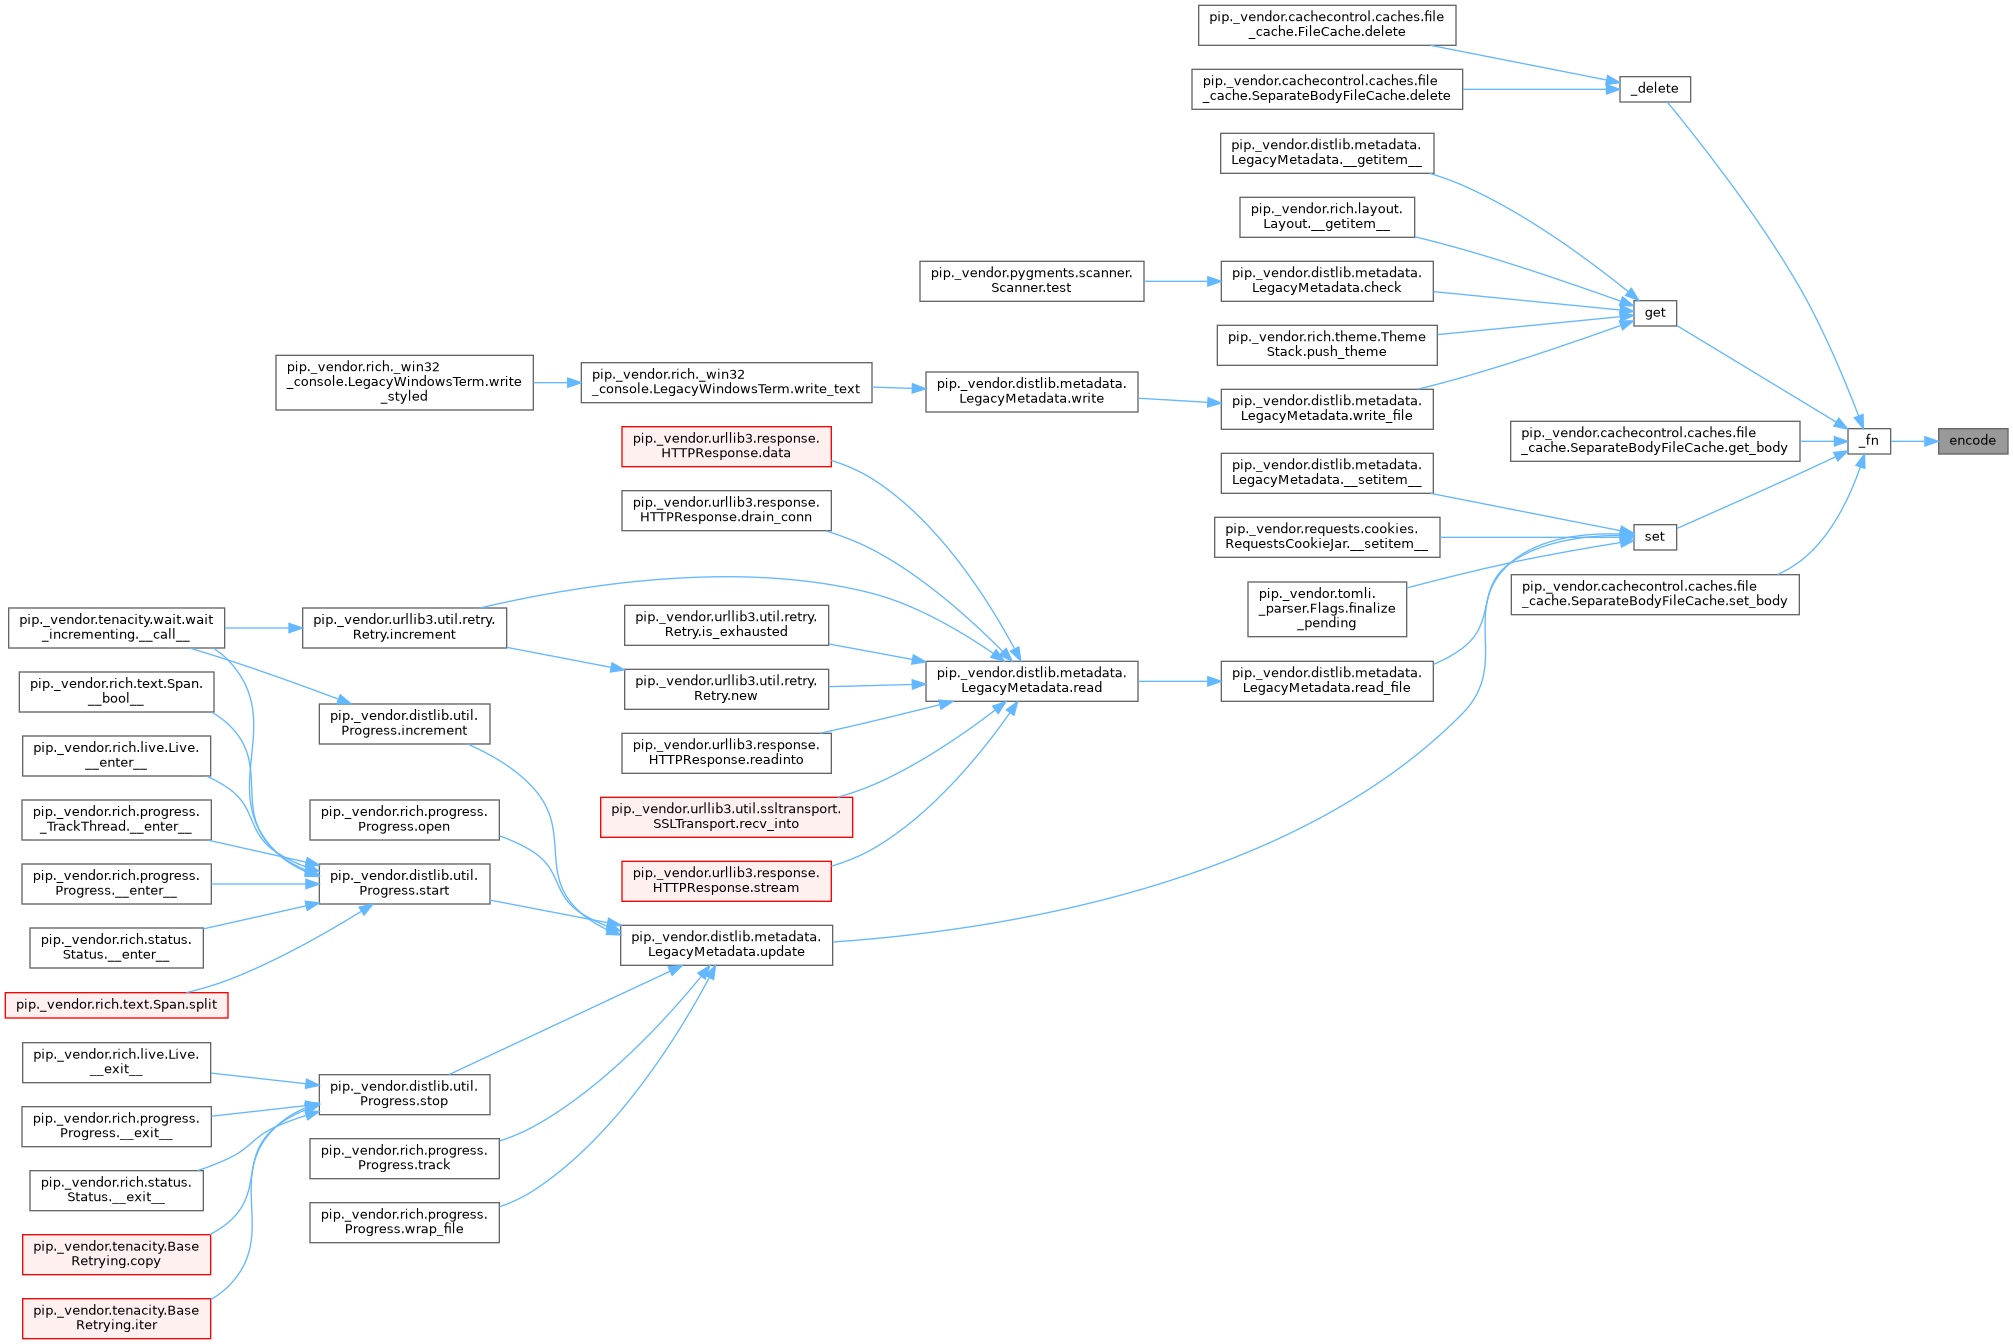 pip._vendor.cachecontrol.caches.file
_cache.FileCache.delete
pip._vendor.cachecontrol.caches.file
_cache.SeparateBodyFileCache.delete
_delete
pip._vendor.distlib.metadata.
LegacyMetadata.__getitem__
pip._vendor.rich.layout.
Layout.__getitem__
pip._vendor.pygments.scanner.
Scanner.test
pip._vendor.distlib.metadata.
LegacyMetadata.check
get
pip._vendor.rich.theme.Theme
Stack.push_theme
pip._vendor.rich._win32
_console.LegacyWindowsTerm.write
_styled
pip._vendor.rich._win32
_console.LegacyWindowsTerm.write_text
pip._vendor.distlib.metadata.
LegacyMetadata.write
pip._vendor.distlib.metadata.
LegacyMetadata.write_file
pip._vendor.urllib3.response.
HTTPResponse.data
pip._vendor.cachecontrol.caches.file
_cache.SeparateBodyFileCache.get_body
_fn
encode
pip._vendor.distlib.metadata.
LegacyMetadata.__setitem__
pip._vendor.urllib3.response.
HTTPResponse.drain_conn
pip._vendor.requests.cookies.
RequestsCookieJar.__setitem__
set
pip._vendor.tomli.
_parser.Flags.finalize
_pending
pip._vendor.cachecontrol.caches.file
_cache.SeparateBodyFileCache.set_body
pip._vendor.tenacity.wait.wait
_incrementing.__call__
pip._vendor.urllib3.util.retry.
Retry.increment
pip._vendor.urllib3.util.retry.
Retry.is_exhausted
pip._vendor.rich.text.Span.
__bool__
pip._vendor.urllib3.util.retry.
Retry.new
pip._vendor.distlib.metadata.
LegacyMetadata.read
pip._vendor.distlib.metadata.
LegacyMetadata.read_file
pip._vendor.distlib.util.
Progress.increment
pip._vendor.rich.live.Live.
__enter__
pip._vendor.urllib3.response.
HTTPResponse.readinto
pip._vendor.rich.progress.
_TrackThread.__enter__
pip._vendor.rich.progress.
Progress.open
pip._vendor.urllib3.util.ssltransport.
SSLTransport.recv_into
pip._vendor.rich.progress.
Progress.__enter__
pip._vendor.distlib.util.
Progress.start
pip._vendor.urllib3.response.
HTTPResponse.stream
pip._vendor.rich.status.
Status.__enter__
pip._vendor.distlib.metadata.
LegacyMetadata.update
pip._vendor.rich.text.Span.split
pip._vendor.rich.live.Live.
__exit__
pip._vendor.distlib.util.
Progress.stop
pip._vendor.rich.progress.
Progress.__exit__
pip._vendor.rich.progress.
Progress.track
pip._vendor.rich.status.
Status.__exit__
pip._vendor.rich.progress.
Progress.wrap_file
pip._vendor.tenacity.Base
Retrying.copy
pip._vendor.tenacity.Base
Retrying.iter